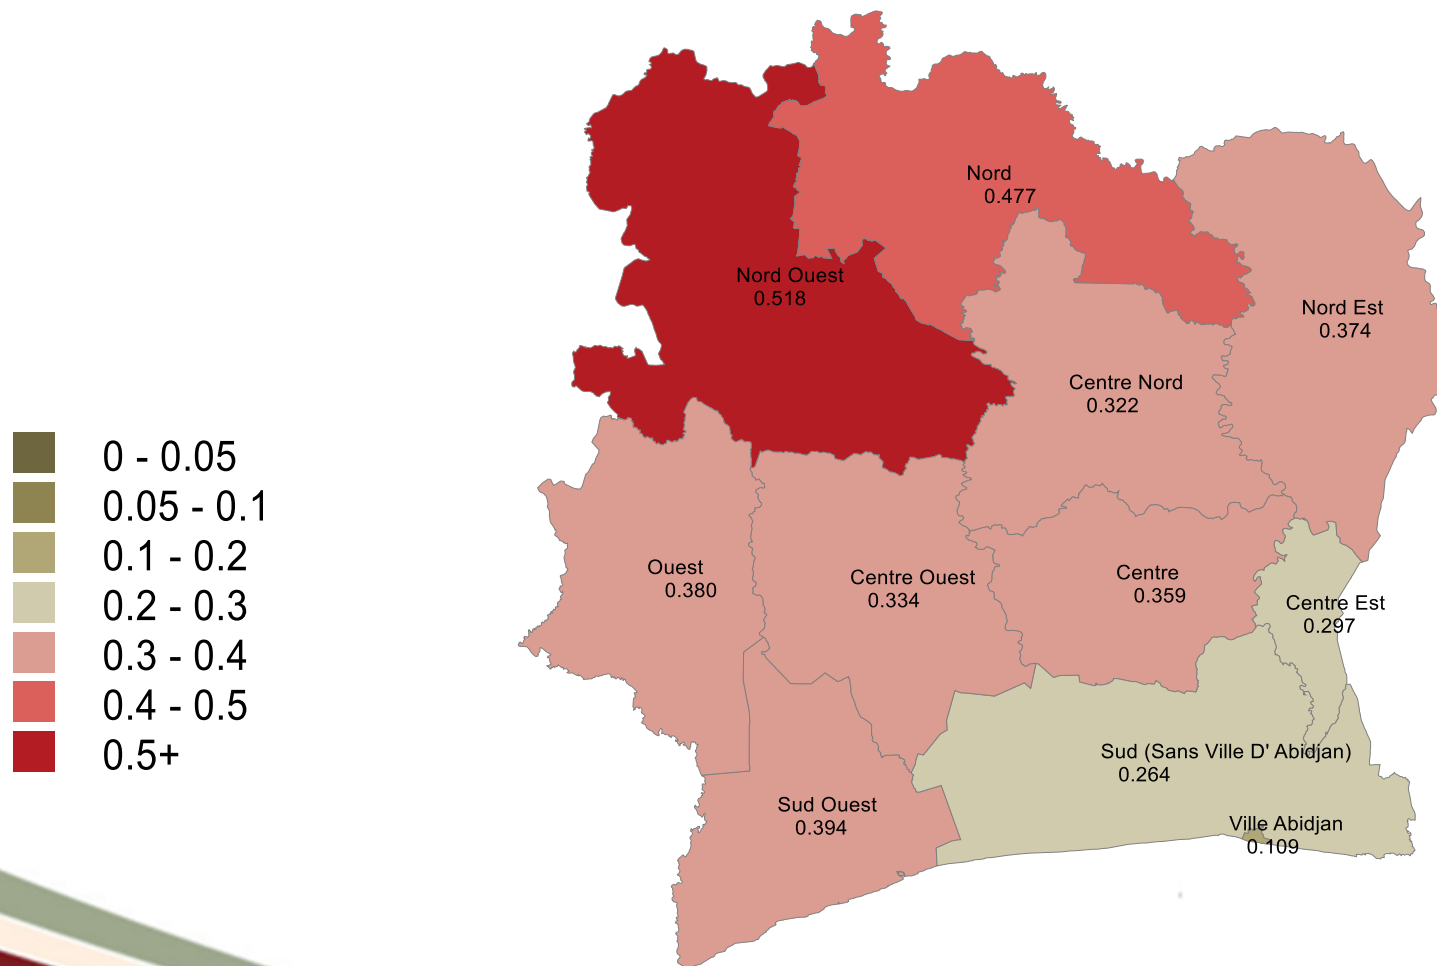 0 - 0.05
0.05 - 0.1
0.1 - 0.2
0.2 - 0.3
0.3 - 0.4
0.4 - 0.5
0.5+
Nord
0.477
Nord Ouest
0.518
Nord Est
0.374
Centre Nord
0.322
Ouest
0.380
Centre Ouest
0.334
Centre
0.359
Centre Est
0.297
Sud (Sans Ville D' Abidjan)
0.264
Sud Ouest
0.394
Ville Abidjan
0.109